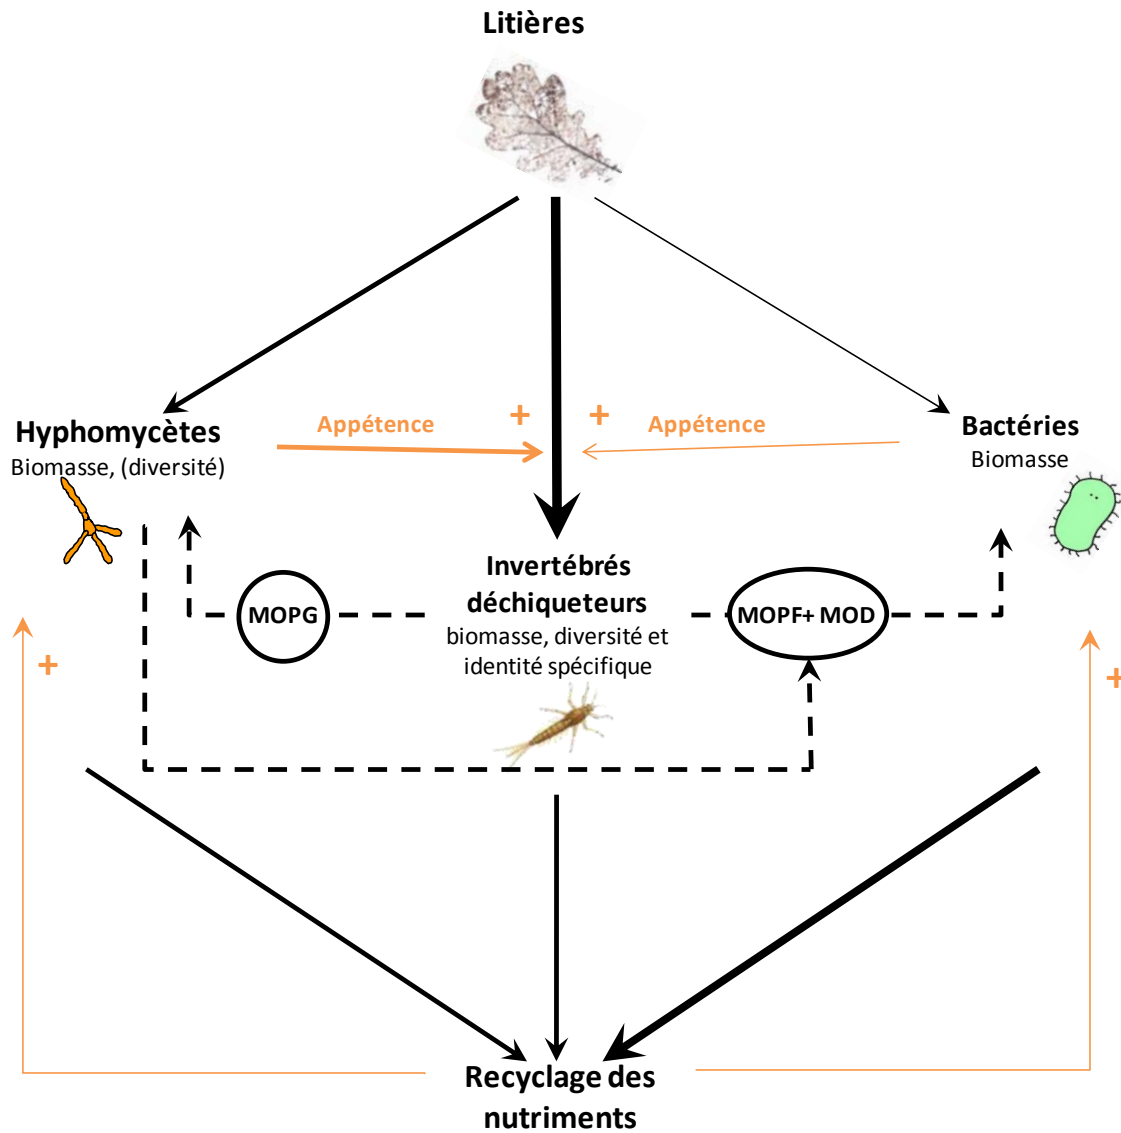 Litières
Appétence
+
+
Appétence
Hyphomycètes
Biomasse, (diversité)
Bactéries
Biomasse
Invertébrés
déchiqueteurs
biomasse, diversité et
identité spécifique
MOPG
MOPF+ MOD
+
+
Recyclage des
nutriments